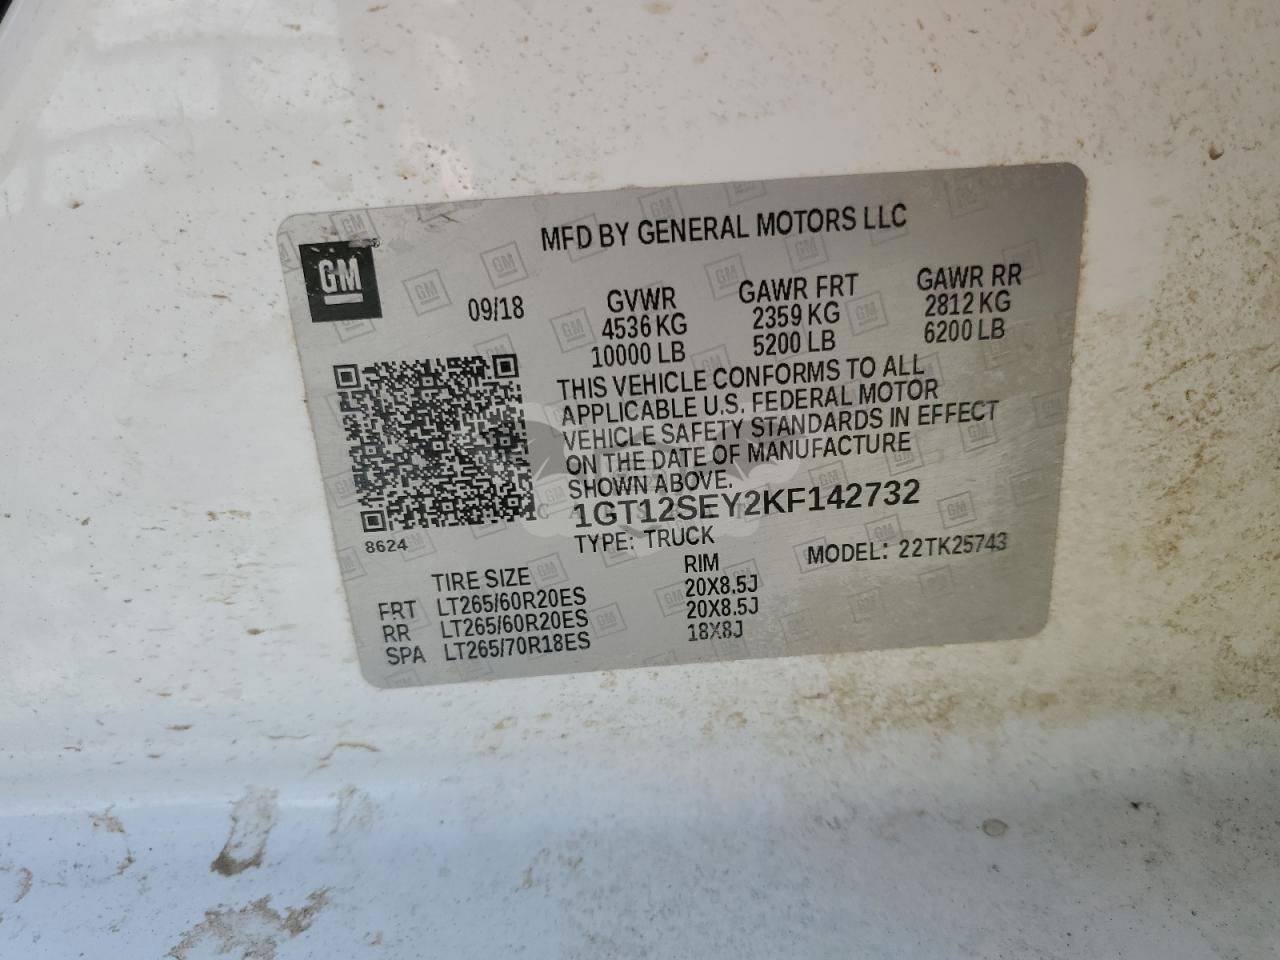 MFD BY GENERAL MOTORS LLC
GM
09/18
GVWR GAWR FRT GAWR RR
4536 KG 2359 KG 2812 KG
10000 LB 5200 LB 6200 LB
THIS VEHICLE CONFORMS TO ALL
APPLICABLE U.S. FEDERAL MOTOR
VEHICLE SAFETY STANDARDS IN EFFECT
ON THE DATE OF MANUFACTURE
SHOWN ABOVE.
1GT12SEY2KF142732
8624
TYPE: TRUCK MODEL: 22TK25743
TIRE SIZE RIM
FRT LT265/60R20ES 20X8.5J
RR LT265/60R20ES 20X8.5J
SPA LT265/70R18ES 18X8J